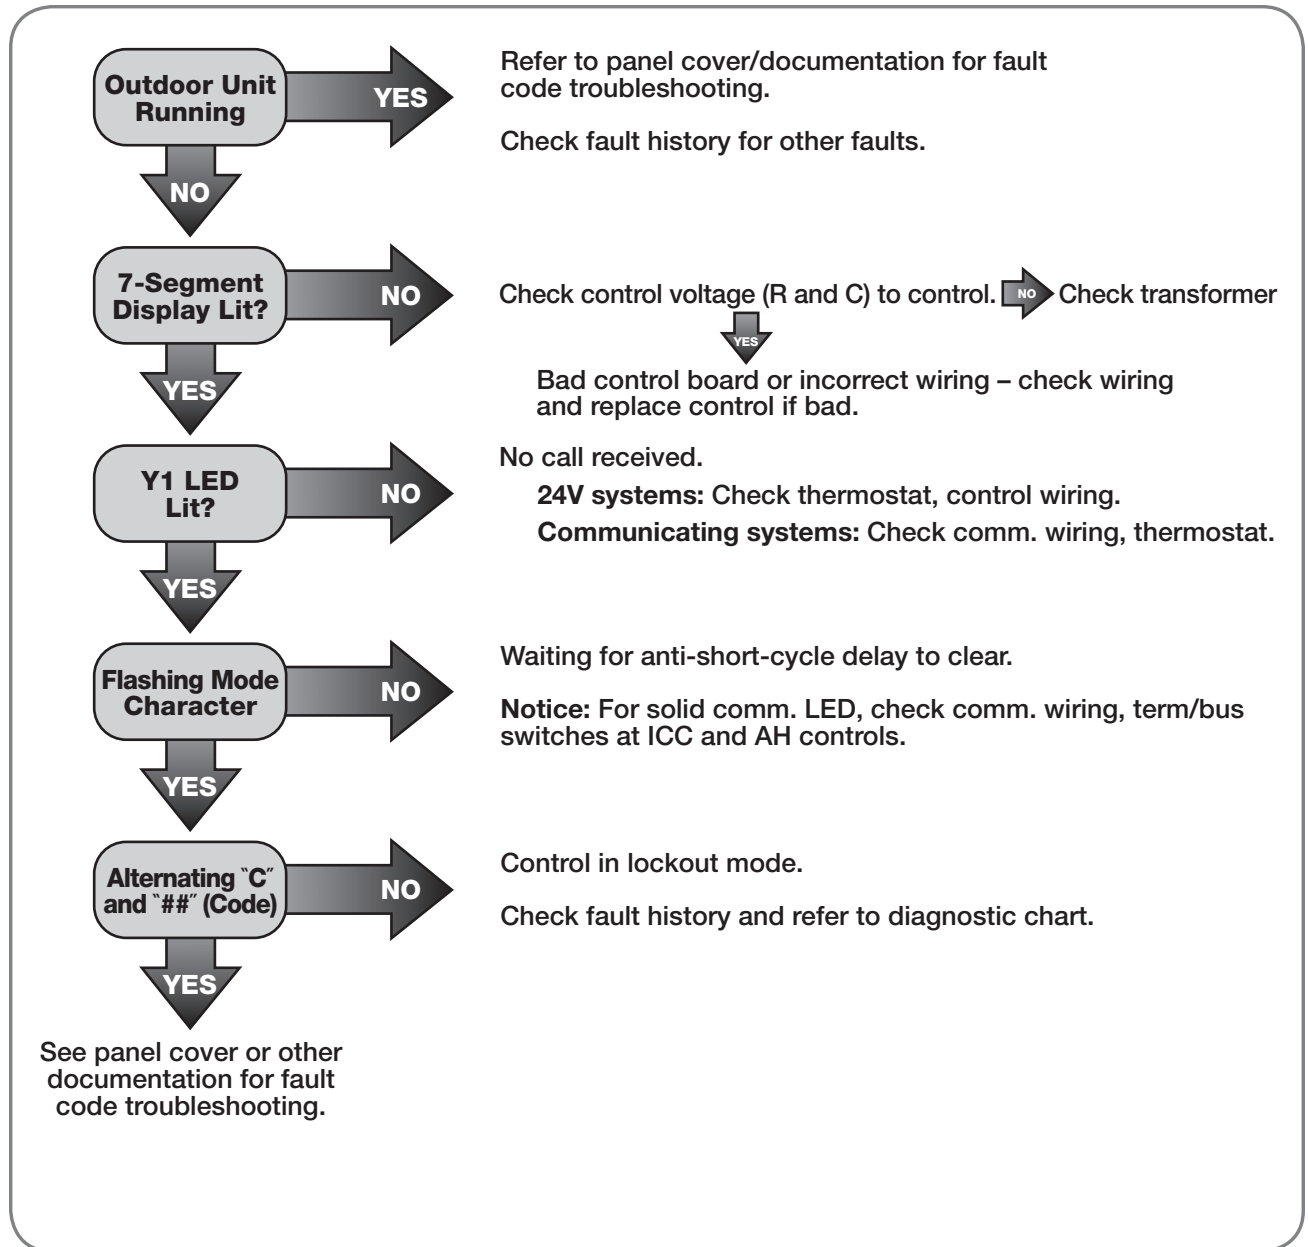 Outdoor Unit
Running
YES
Refer to panel cover/documentation for fault
code troubleshooting.
Check fault history for other faults.
NO
7-Segment
Display Lit?
NO
Check control voltage (R and C) to control.
NO
Check transformer
YES
Bad control board or incorrect wiring – check wiring
and replace control if bad.
YES
Y1 LED
Lit?
NO
No call received.
24V systems: Check thermostat, control wiring.
Communicating systems: Check comm. wiring, thermostat.
YES
Flashing Mode
Character
NO
Waiting for anti-short-cycle delay to clear.
Notice: For solid comm. LED, check comm. wiring, term/bus
switches at ICC and AH controls.
YES
Alternating ‶C″
and ‶##″ (Code)
NO
Control in lockout mode.
Check fault history and refer to diagnostic chart.
YES
See panel cover or other
documentation for fault
code troubleshooting.